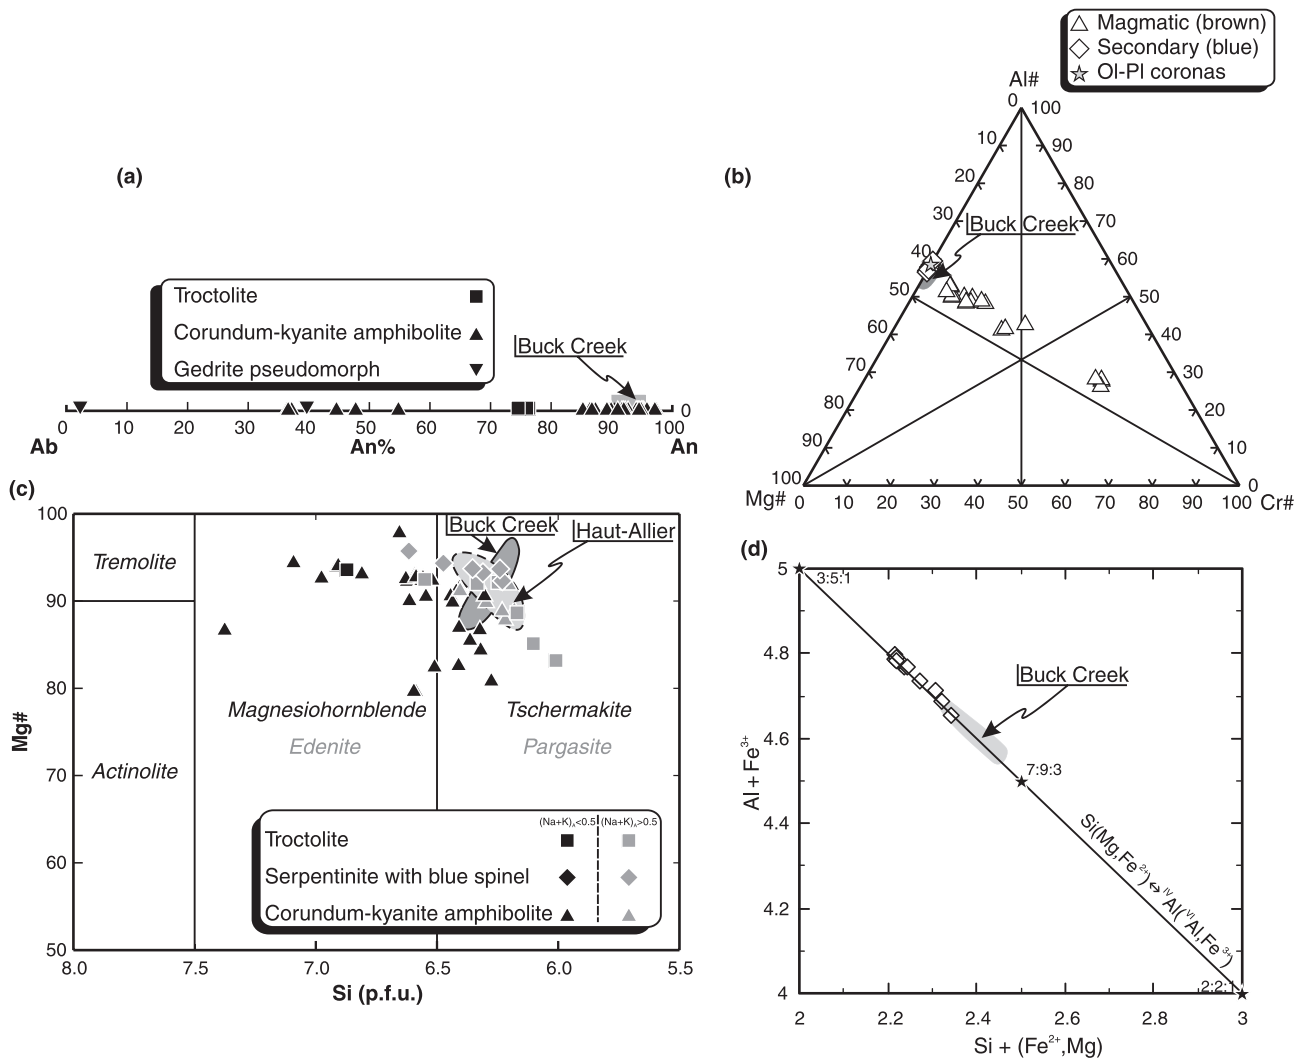 Magmatic (brown)
Secondary (blue)
Ol-Pl coronas
(a)
Troctolite
Corundum-kyanite amphibolite
Gedrite pseudomorph
Buck Creek
0 10 20 30 40 50 60 70 80 90 100 0
Ab An% An
(b)
Al#
0 100
10 90
20 80
30 70
Buck Creek
40 60
50 50
60 40
70 30
80 20
90 10
100 0
Mg# 0 10 20 30 40 50 60 70 80 90 100 Cr#
(c)
100
90
80
70
60
50
Mg#
Tremolite
Actinolite
Buck Creek
Haut-Allier
Magnesiohornblende
Edenite
Tschermakite
Pargasite
(Na+K)A<0.5 (Na+K)A>0.5
Troctolite
Serpentinite with blue spinel
Corundum-kyanite amphibolite
8.0 7.5 7.0 6.5 6.0 5.5
Si (p.f.u.)
(d)
5
4.8
4.6
4.4
4.2
4
Al + Fe3+
3:5:1
Buck Creek
7:9:3
Si(Mg,Fe2+)↔IVAl(VIAl,Fe3+)
2:2:1
2 2.2 2.4 2.6 2.8 3
Si + (Fe2+,Mg)